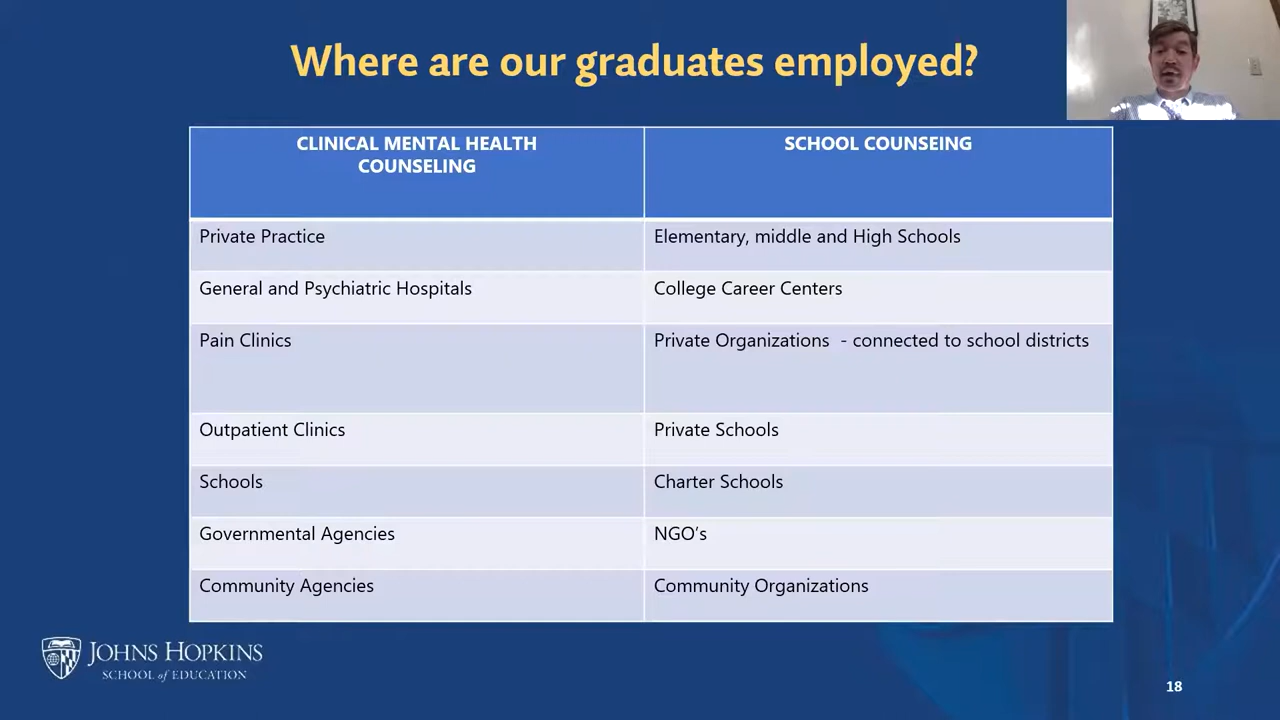 Where are our graduates employed?
CLINICAL MENTAL HEALTH
COUNSELING
SCHOOL COUNSEING
Private Practice
Elementary, middle and High Schools
General and Psychiatric Hospitals
College Career Centers
Pain Clinics
Private Organizations - connected to school districts
Outpatient Clinics
Private Schools
Schools
Charter Schools
Governmental Agencies
NGO’s
Community Agencies
Community Organizations
JOHNS HOPKINS
SCHOOL of EDUCATION
18